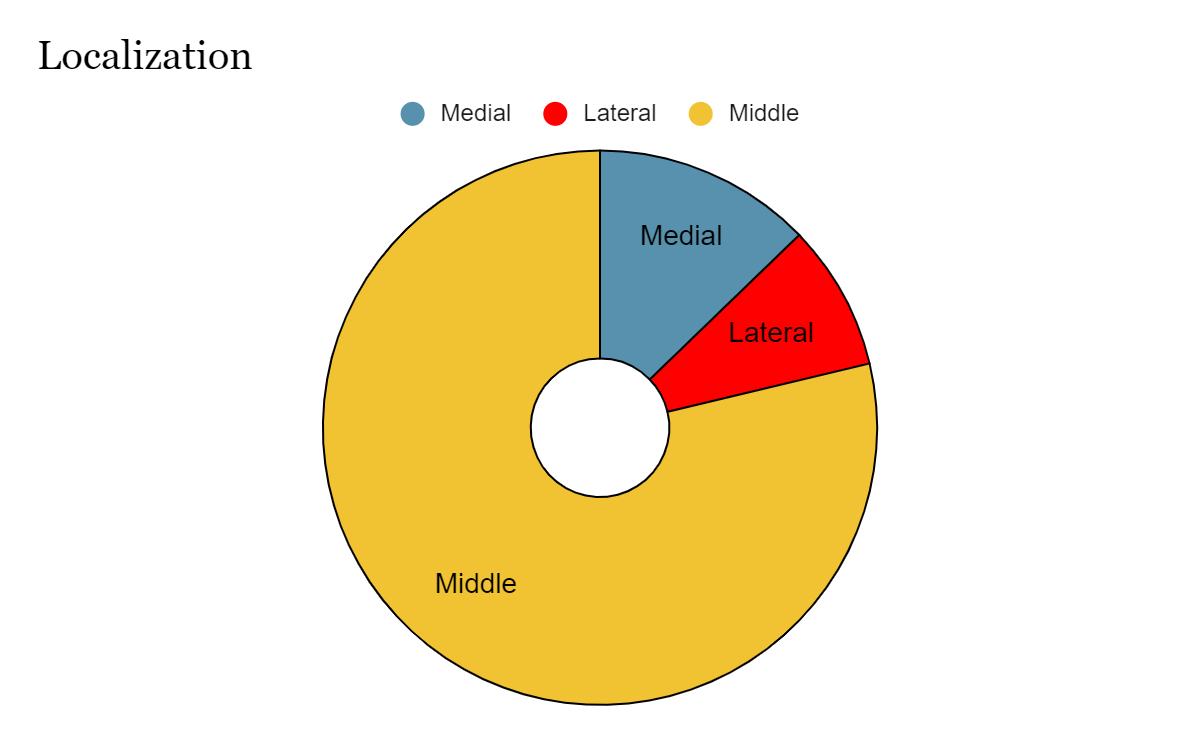 Localization
Medial Lateral Middle
Medial
Lateral
Middle